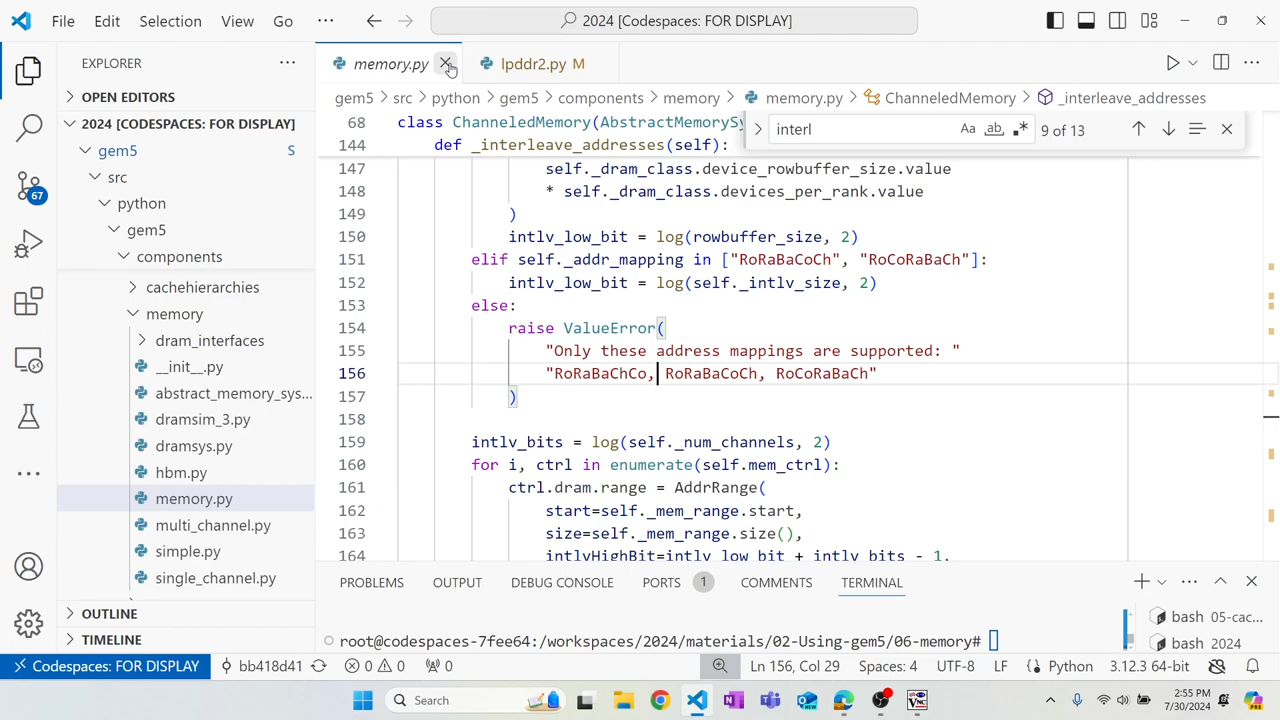 File Edit Selection View Go ··· 2024 [Codespaces: FOR DISPLAY]
EXPLORER ···
memory.py
lpddr2.py M
OPEN EDITORS
2024 [CODESPACES: FOR DISPLAY]
gem5 S
src
python
gem5
components
cachehierarchies
memory
dram_interfaces
__init__.py
abstract_memory_sys...
dramsim_3.py
dramsys.py
hbm.py
memory.py
multi_channel.py
simple.py
single_channel.py
OUTLINE
TIMELINE
67
gem5 > src > python > gem5 > components > memory > memory.py > ChanneledMemory > _interleave_addresses
interl Aa ab 9 of 13
68 class ChanneledMemory(AbstractMemorySy
144 def _interleave_addresses(self):
147 self._dram_class.device_rowbuffer_size.value
148 * self._dram_class.devices_per_rank.value
149 )
150 intlv_low_bit = log(rowbuffer_size, 2)
151 elif self._addr_mapping in ["RoRaBaCoCh", "RoCoRaBaCh"]:
152 intlv_low_bit = log(self._intlv_size, 2)
153 else:
154 raise ValueError(
155 "Only these address mappings are supported: "
156 "RoRaBaChCo, RoRaBaCoCh, RoCoRaBaCh"
157 )
158
159 intlv_bits = log(self._num_channels, 2)
160 for i, ctrl in enumerate(self.mem_ctrl):
161 ctrl.dram.range = AddrRange(
162 start=self._mem_range.start,
163 size=self._mem_range.size(),
164 intlvHighBit=intlv_low_bit + intlv_bits - 1,
PROBLEMS OUTPUT DEBUG CONSOLE PORTS 1 COMMENTS TERMINAL
root@codespaces-7fee64:/workspaces/2024/materials/02-Using-gem5/06-memory#
bash 05-cac...
bash 2024
Codespaces: FOR DISPLAY bb418d41 0 0 0 Ln 156, Col 29 Spaces: 4 UTF-8 LF Python 3.12.3 64-bit
Search
2:55 PM
7/30/2024